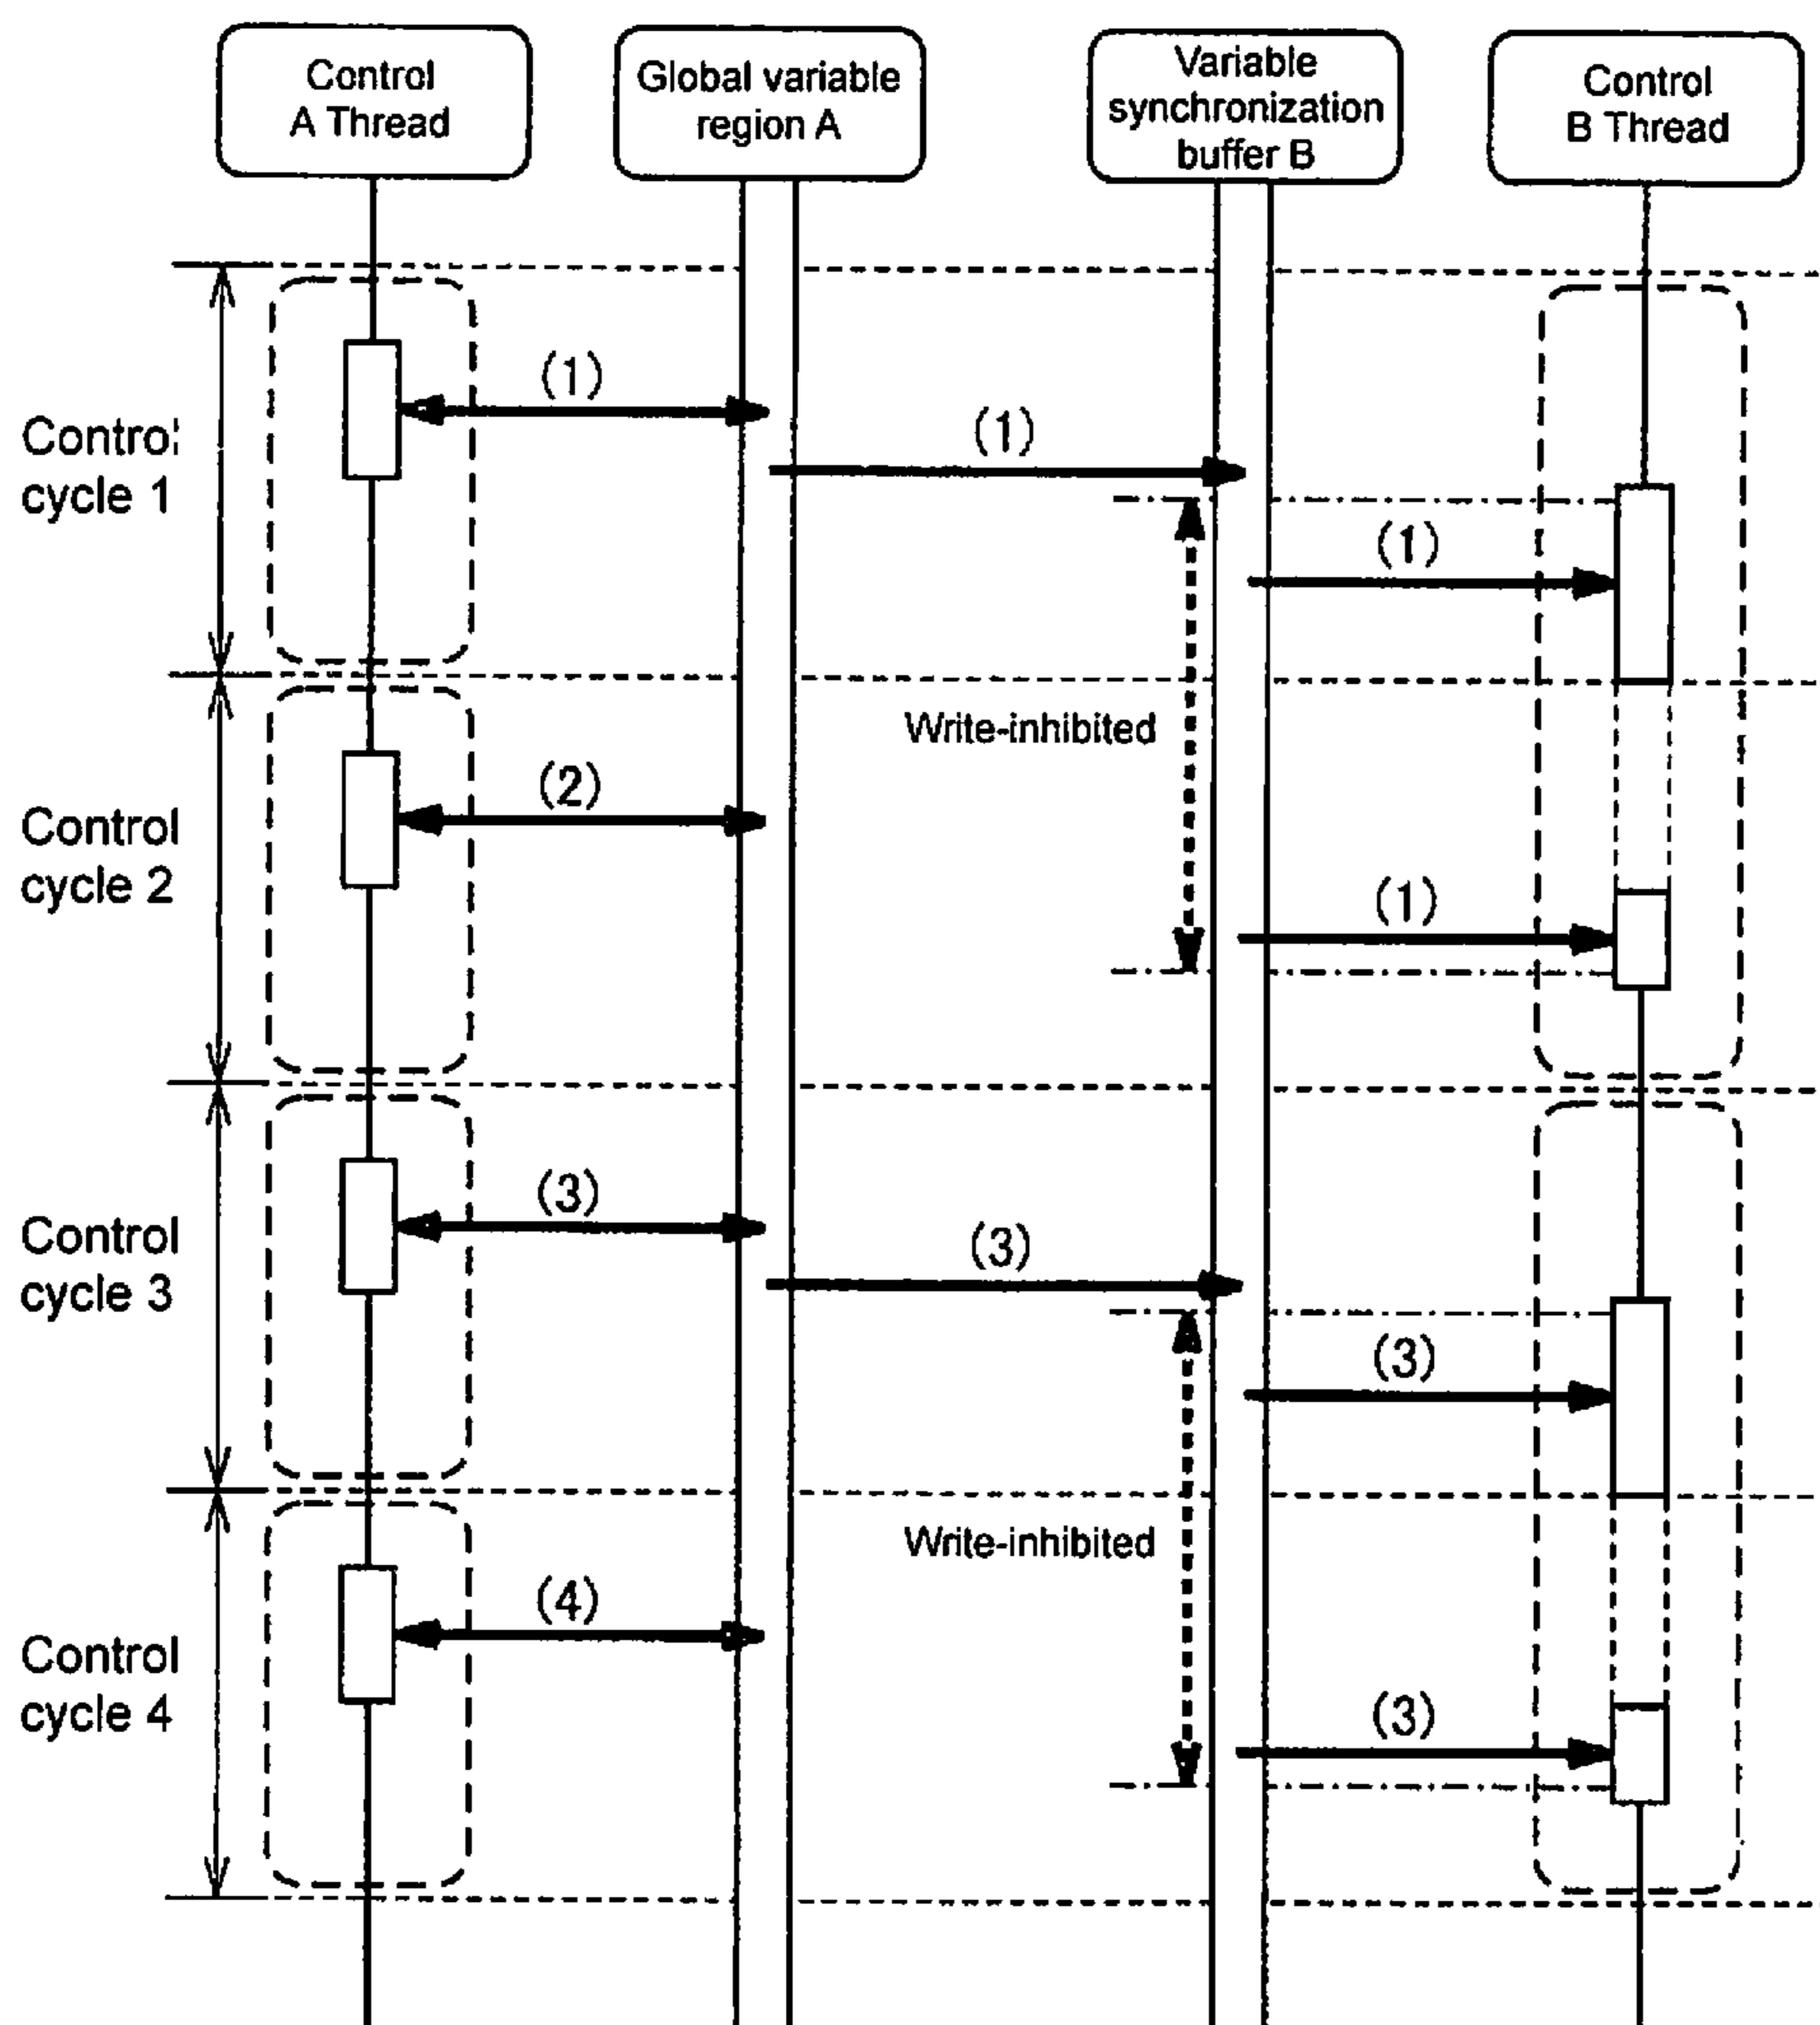 Control
A Thread
Global variable
region A
Variable
synchronization
buffer B
Control
B Thread
Control
cycle 1
(1)
(1)
(1)
Write-inhibited
Control
cycle 2
(2)
(1)
Control
cycle 3
(3)
(3)
(3)
Write-inhibited
Control
cycle 4
(4)
(3)